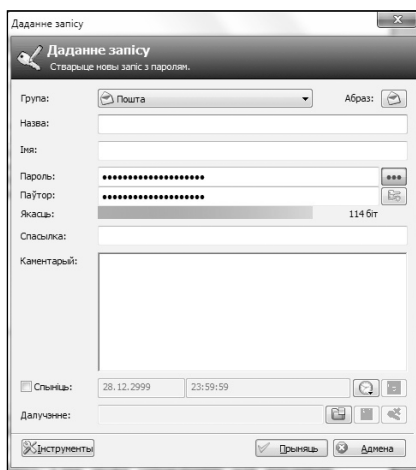 Даданне запісу
Даданне запісу
Стварыце новы запіс з паролям.
Група: Пошта Абраз:
Назва:
Імя:
Пароль: ••••••••••••••••••••
Паўтор: ••••••••••••••••••••
Якасць: 114 біт
Спасылка:
Каментарый:
Спыніць: 28.12.2999 23:59:59
Далучэнне:
Інструменты Прыняць Адмена